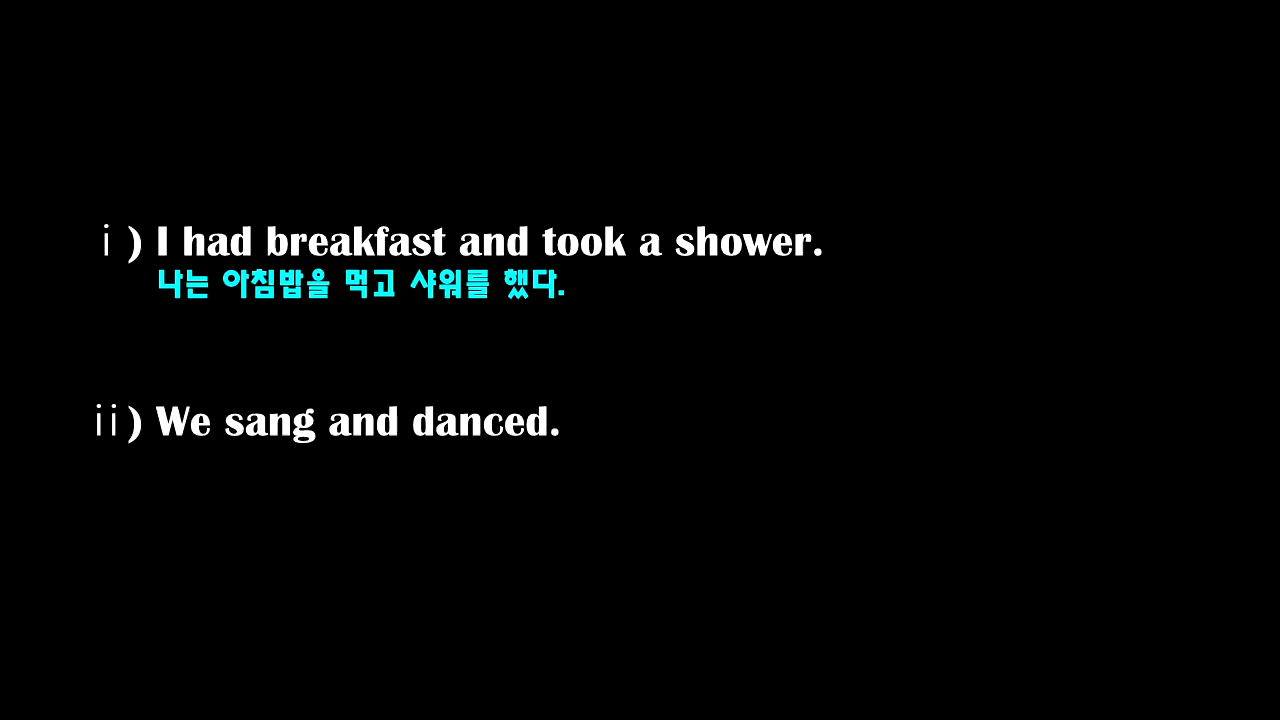 ⅰ) I had breakfast and took a shower.
나는 아침밥을 먹고 샤워를 했다.
ⅱ) We sang and danced.